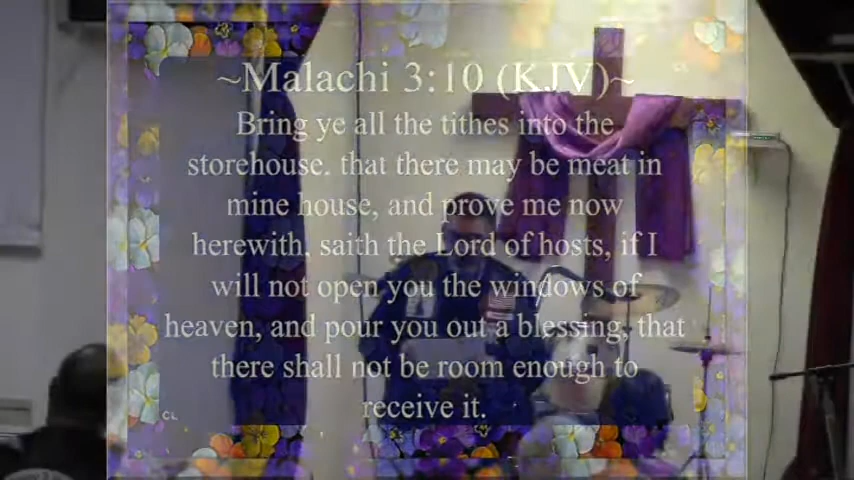 ~Malachi 3:10 (KJV)~
Bring ye all the tithes into the
storehouse. that there may be meat in
mine house, and prove me now
herewith, saith the Lord of hosts, if I
will not open you the windows of
heaven, and pour you out a blessing, that
there shall not be room enough to
receive it.
CL